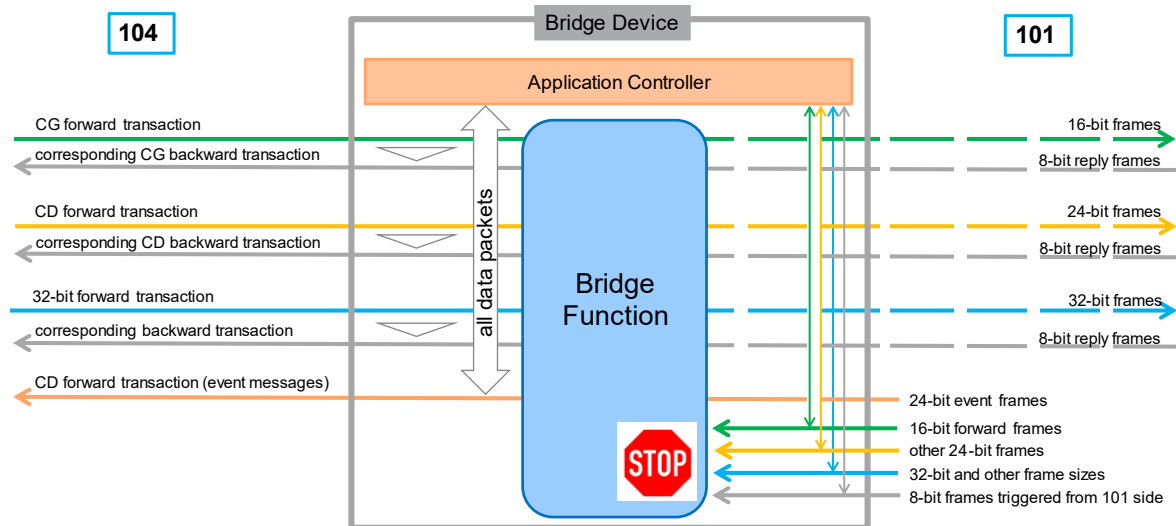 104
Bridge Device
101
Application Controller
CG forward transaction
16-bit frames
corresponding CG backward transaction
8-bit reply frames
CD forward transaction
24-bit frames
corresponding CD backward transaction
8-bit reply frames
all data packets
Bridge
Function
32-bit forward transaction
32-bit frames
corresponding backward transaction
8-bit reply frames
CD forward transaction (event messages)
24-bit event frames
16-bit forward frames
STOP
other 24-bit frames
32-bit and other frame sizes
8-bit frames triggered from 101 side